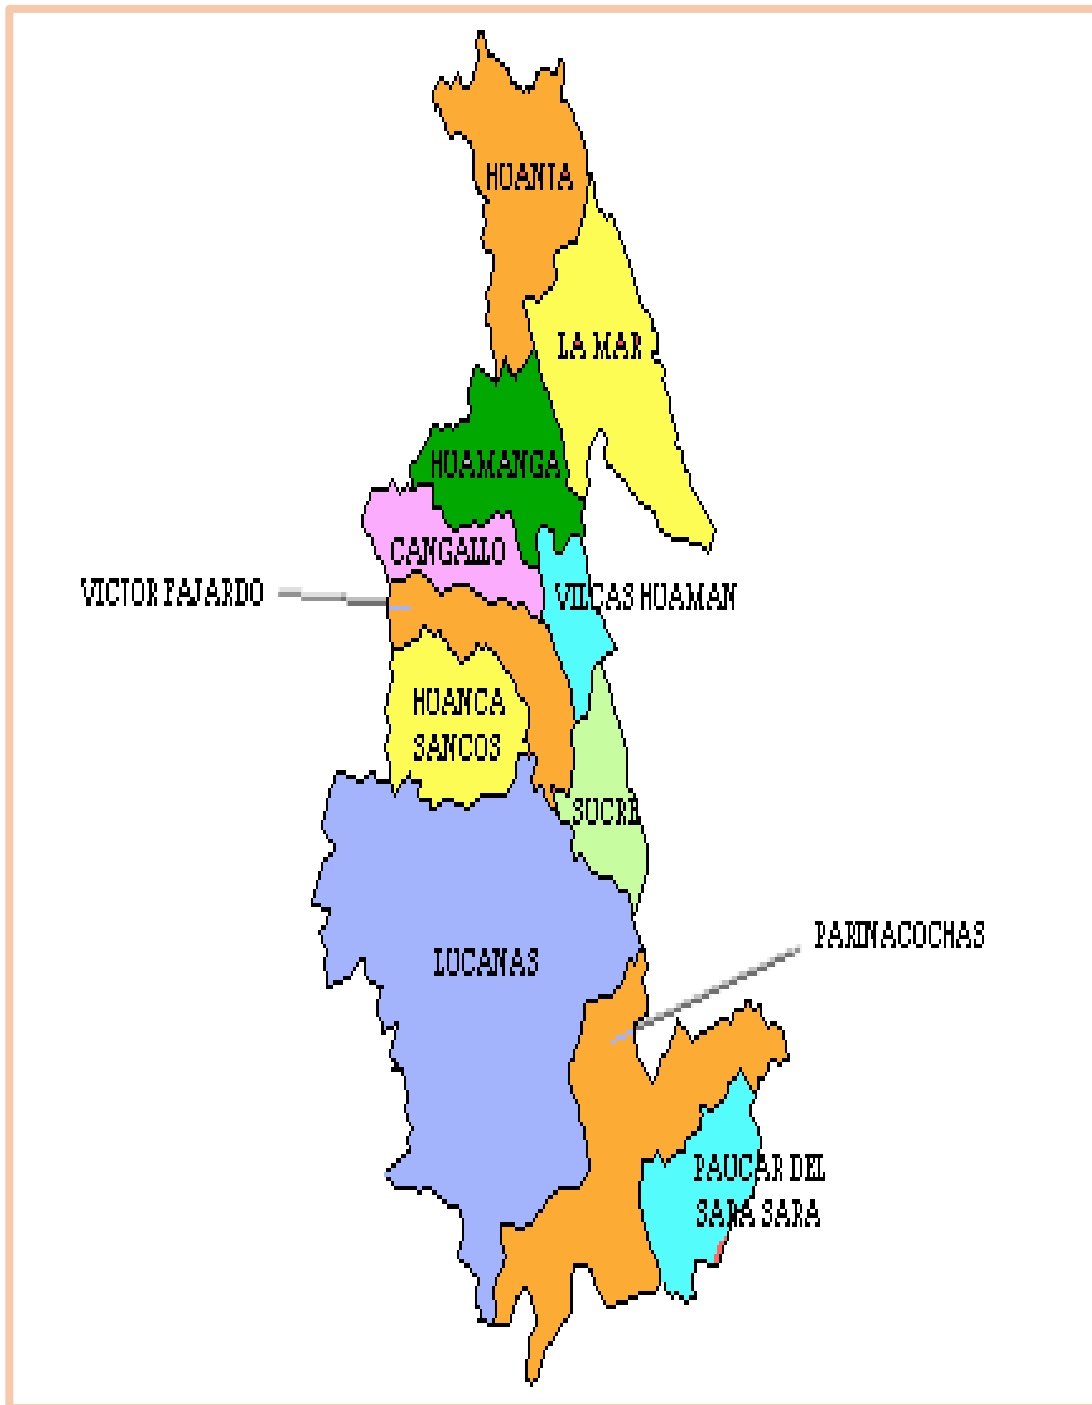 HUANTA
LA MAR
HUAMANGA
CANGALLO
VICTOR FAJARDO
VILCAS HUAMAN
HUANCA
SANCOS
SUCRE
PARINACOCHAS
LUCANAS
PAUCAR DEL
SARA SARA